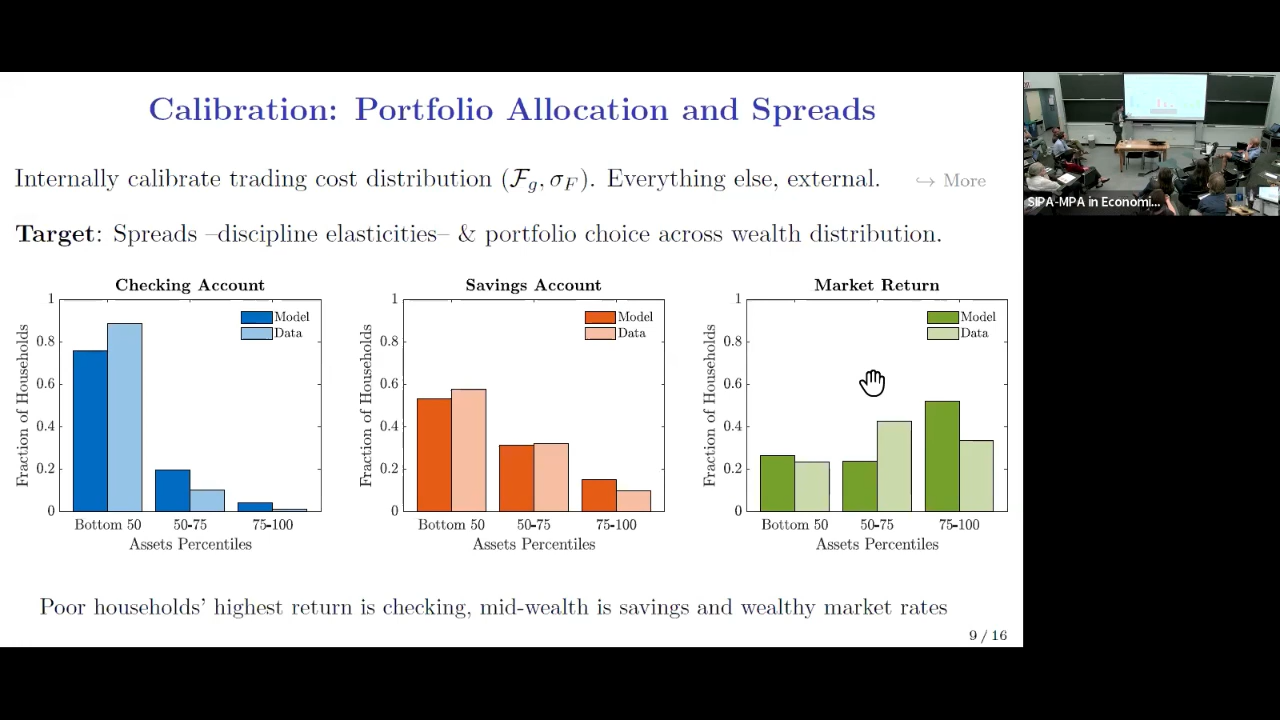 Calibration: Portfolio Allocation and Spreads
Internally calibrate trading cost distribution (ℱg, σF). Everything else, external.
↪ More
Target: Spreads –discipline elasticities– & portfolio choice across wealth distribution.
Checking Account
Model
Data
Fraction of Households
1
0.8
0.6
0.4
0.2
0
Bottom 50 50-75 75-100
Assets Percentiles
Savings Account
Model
Data
Fraction of Households
1
0.8
0.6
0.4
0.2
0
Bottom 50 50-75 75-100
Assets Percentiles
Market Return
Model
Data
Fraction of Households
1
0.8
0.6
0.4
0.2
0
Bottom 50 50-75 75-100
Assets Percentiles
Poor households' highest return is checking, mid-wealth is savings and wealthy market rates
9 / 16
SIPA-MPA in Economi...